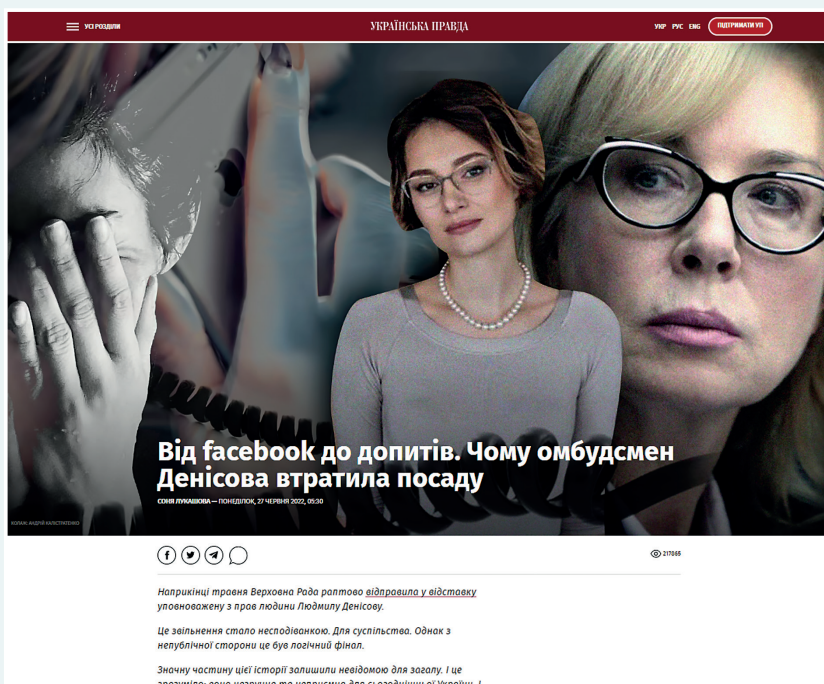 УСІ РОЗДІЛИ
УКРАЇНСЬКА ПРАВДА
УКР РУС ENG
ПІДТРИМАТИ УП
Від facebook до допитів. Чому омбудсмен
Денісова втратила посаду
СОНЯ ЛУКАШОВА — ПОНЕДІЛОК, 27 ЧЕРВНЯ 2022, 05:30
КОЛАЖ: АНДРІЙ КАЛІСТРАТЕНКО
217065
Наприкінці травня Верховна Рада раптово відправила у відставку
уповноважену з прав людини Людмилу Денісову.
Це звільнення стало несподіванкою. Для суспільства. Однак з
непублічної сторони це був логічний фінал.
Значну частину цієї історії залишили невідомою для загалу. І це